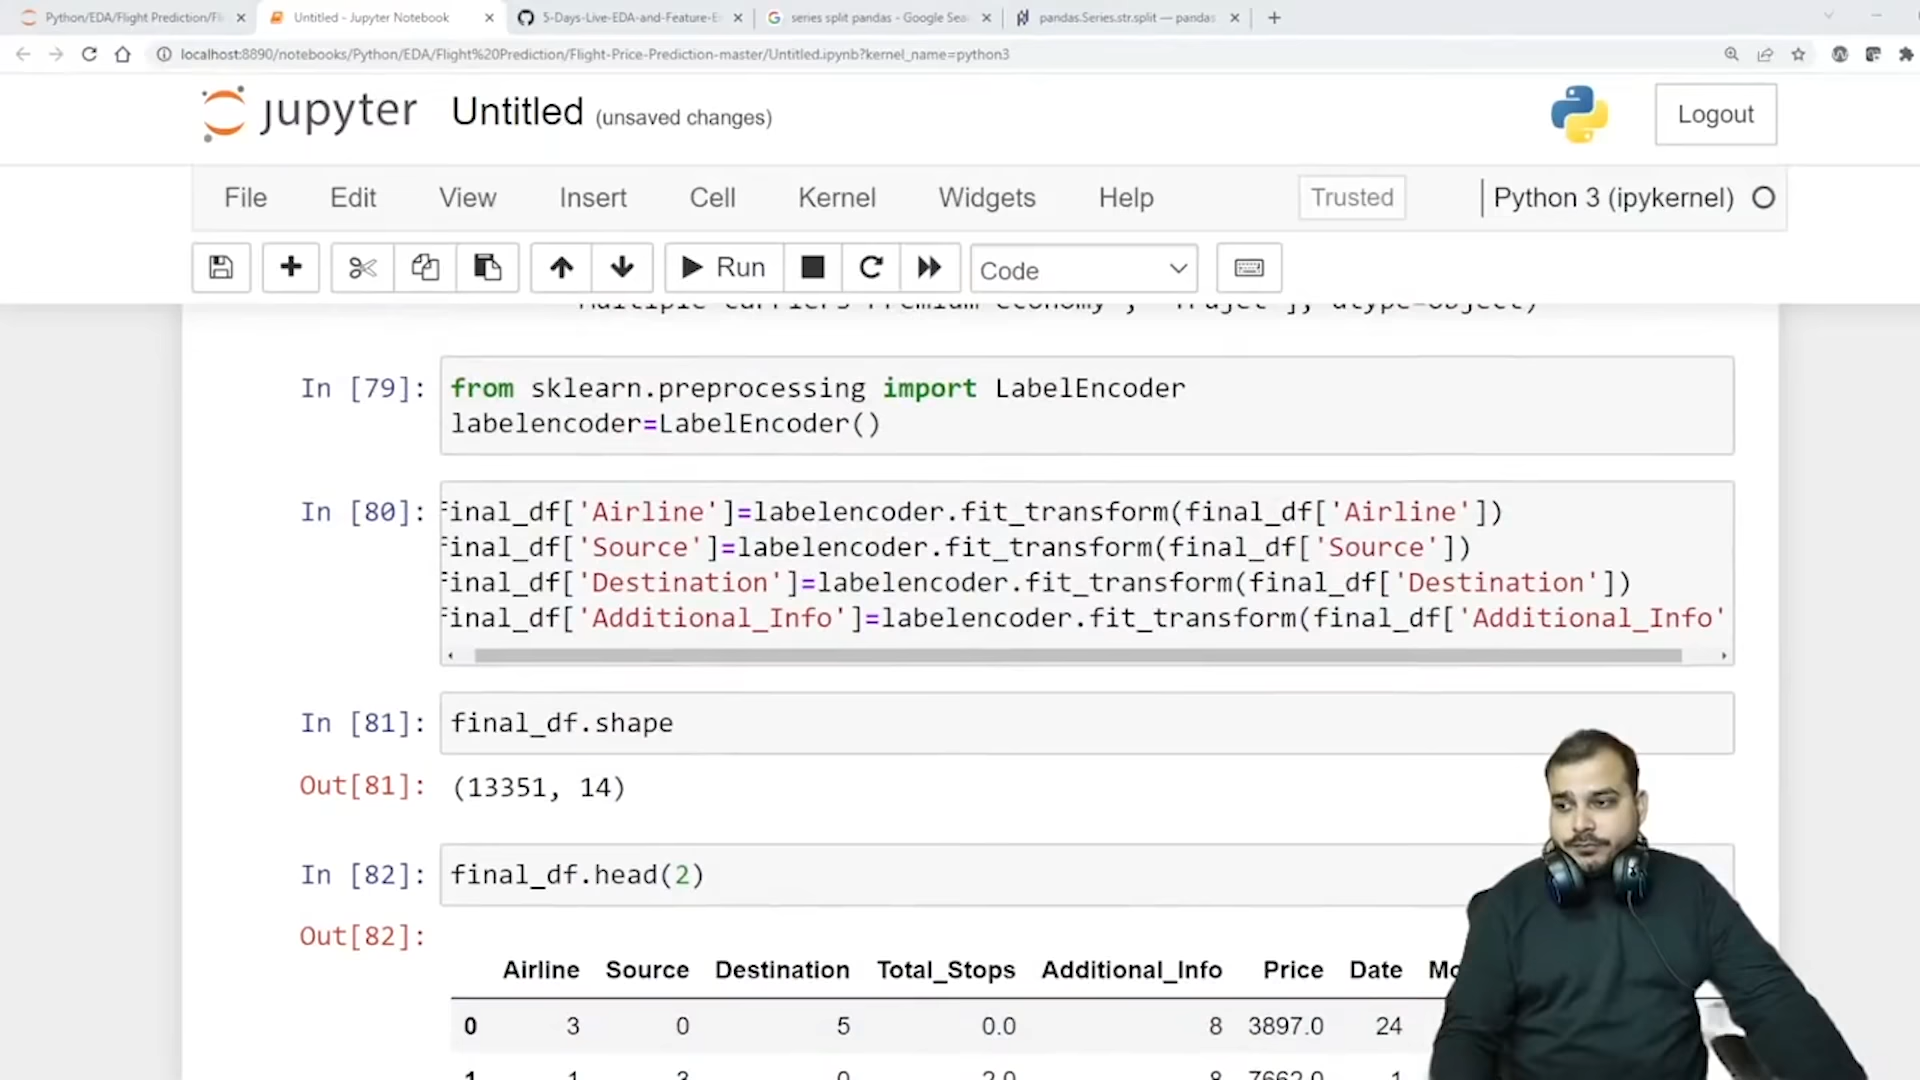 Python/EDA/Flight Prediction/Fl
Untitled - Jupyter Notebook
5-Days-Live-EDA-and-Feature-E
series split pandas - Google Sea
pandas.Series.str.split — pandas
localhost:8890/notebooks/Python/EDA/Flight%20Prediction/Flight-Price-Prediction-master/Untitled.ipynb?kernel_name=python3
jupyter Untitled (unsaved changes)
Logout
File Edit View Insert Cell Kernel Widgets Help
Trusted
Python 3 (ipykernel)
Run
Code
In [79]: from sklearn.preprocessing import LabelEncoder
labelencoder=LabelEncoder()
In [80]: final_df['Airline']=labelencoder.fit_transform(final_df['Airline'])
final_df['Source']=labelencoder.fit_transform(final_df['Source'])
final_df['Destination']=labelencoder.fit_transform(final_df['Destination'])
final_df['Additional_Info']=labelencoder.fit_transform(final_df['Additional_Info'
In [81]: final_df.shape
Out[81]: (13351, 14)
In [82]: final_df.head(2)
Out[82]:
Airline Source Destination Total_Stops Additional_Info Price Date
0 3 0 5 0.0 8 3897.0 24